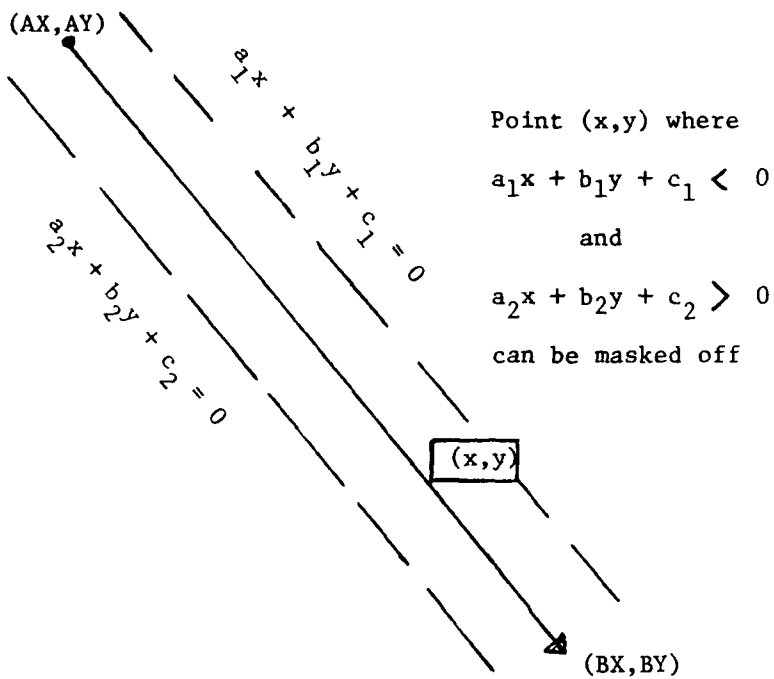 (AX,AY)
a₁x + b₁y + c₁ = 0
a₂x + b₂y + c₂ = 0
Point (x,y) where
a₁x + b₁y + c₁ < 0
and
a₂x + b₂y + c₂ > 0
can be masked off
(x,y)
(BX,BY)